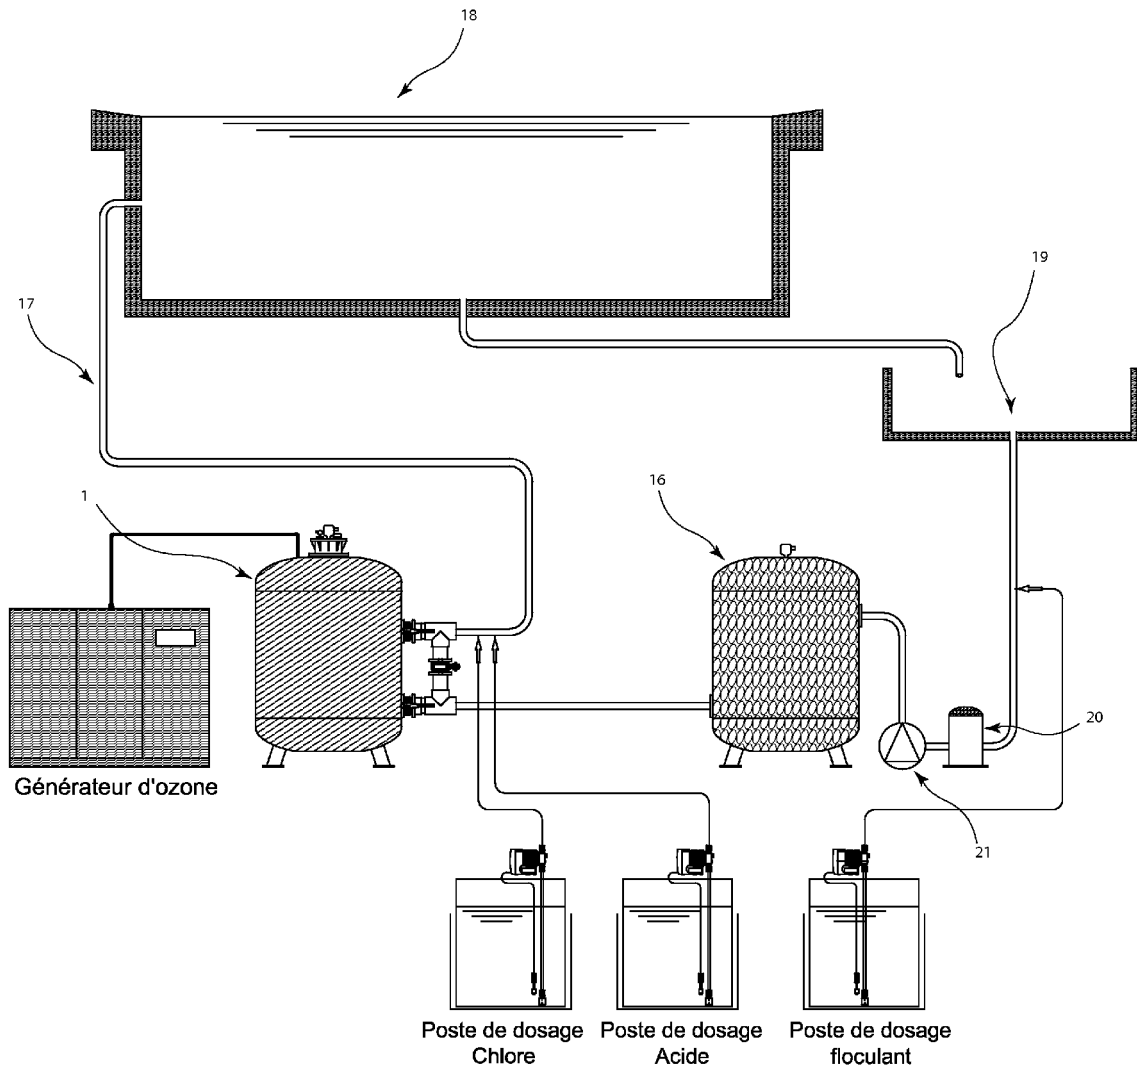 18
19
17
1
16
20
21
Générateur d'ozone
Poste de dosage
Chlore
Poste de dosage
Acide
Poste de dosage
floculant